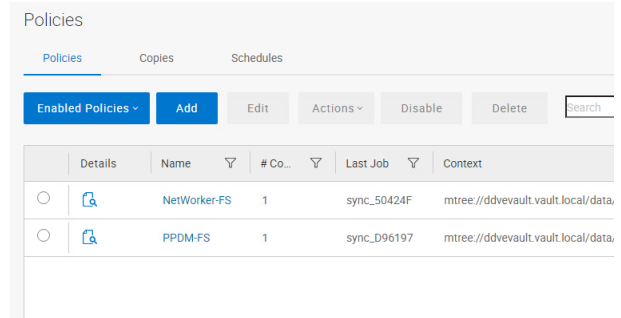 Policies
Policies Copies Schedules
Enabled Policies Add Edit Actions Disable Delete Search
Details Name # Co... Last Job Context
NetWorker-FS 1 sync_50424F mtree://ddvevault.vault.local/data/
PPDM-FS 1 sync_D96197 mtree://ddvevault.vault.local/data/